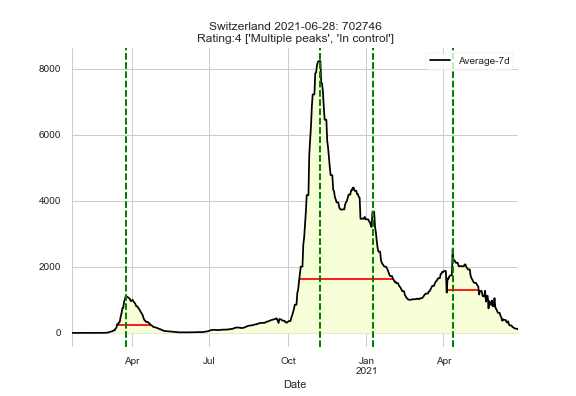 Switzerland 2021-06-28: 702746
Rating:4 ['Multiple peaks', 'In control']
Average-7d
8000
6000
4000
2000
0
Apr
Jul
Oct
Jan
2021
Apr
Date